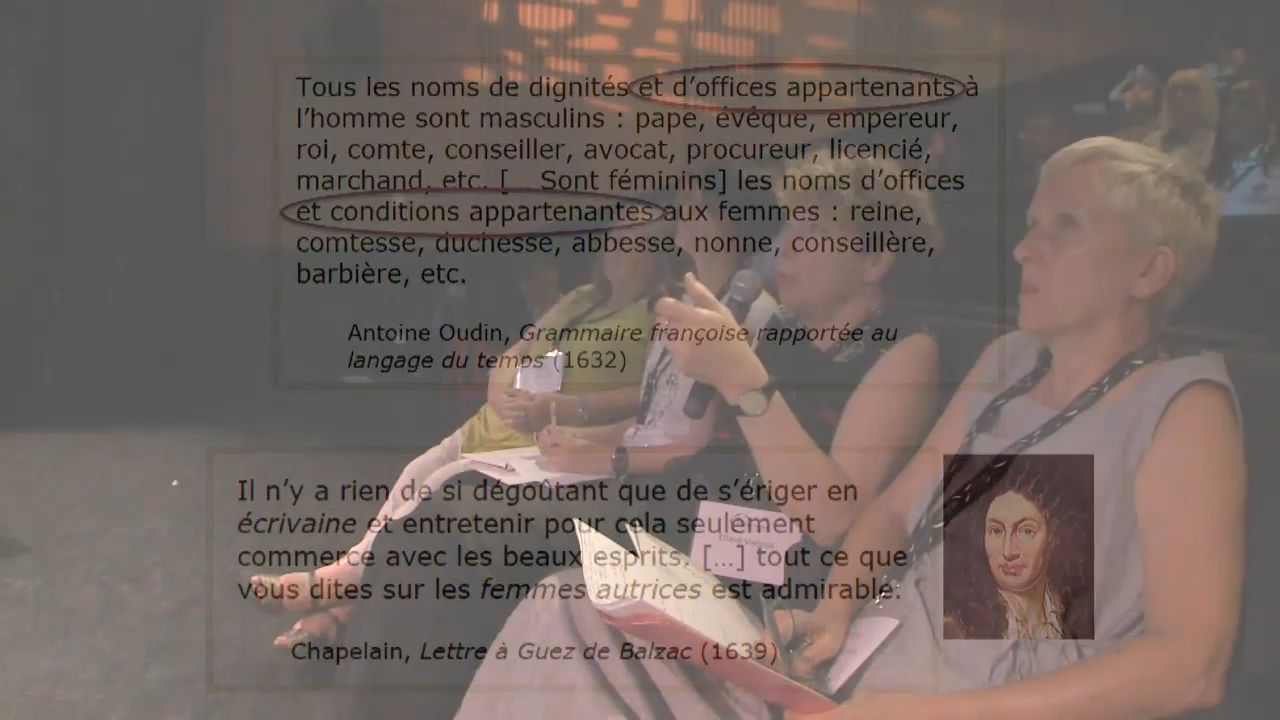 Tous les noms de dignités et d'offices appartenants à
l'homme sont masculins : pape, évêque, empereur,
roi, comte, conseiller, avocat, procureur, licencié,
marchand, etc. [ Sont féminins] les noms d'offices
et conditions appartenantes aux femmes : reine,
comtesse, duchesse, abbesse, nonne, conseillère,
barbière, etc.
Antoine Oudin, Grammaire françoise rapportée au
langage du temps (1632)
Il n'y a rien de si dégoûtant que de s'ériger en
écrivaine et entretenir pour cela seulement
commerce avec les beaux esprits. […] tout ce que
vous dites sur les femmes autrices est admirable.
Chapelain, Lettre à Guez de Balzac (1639)